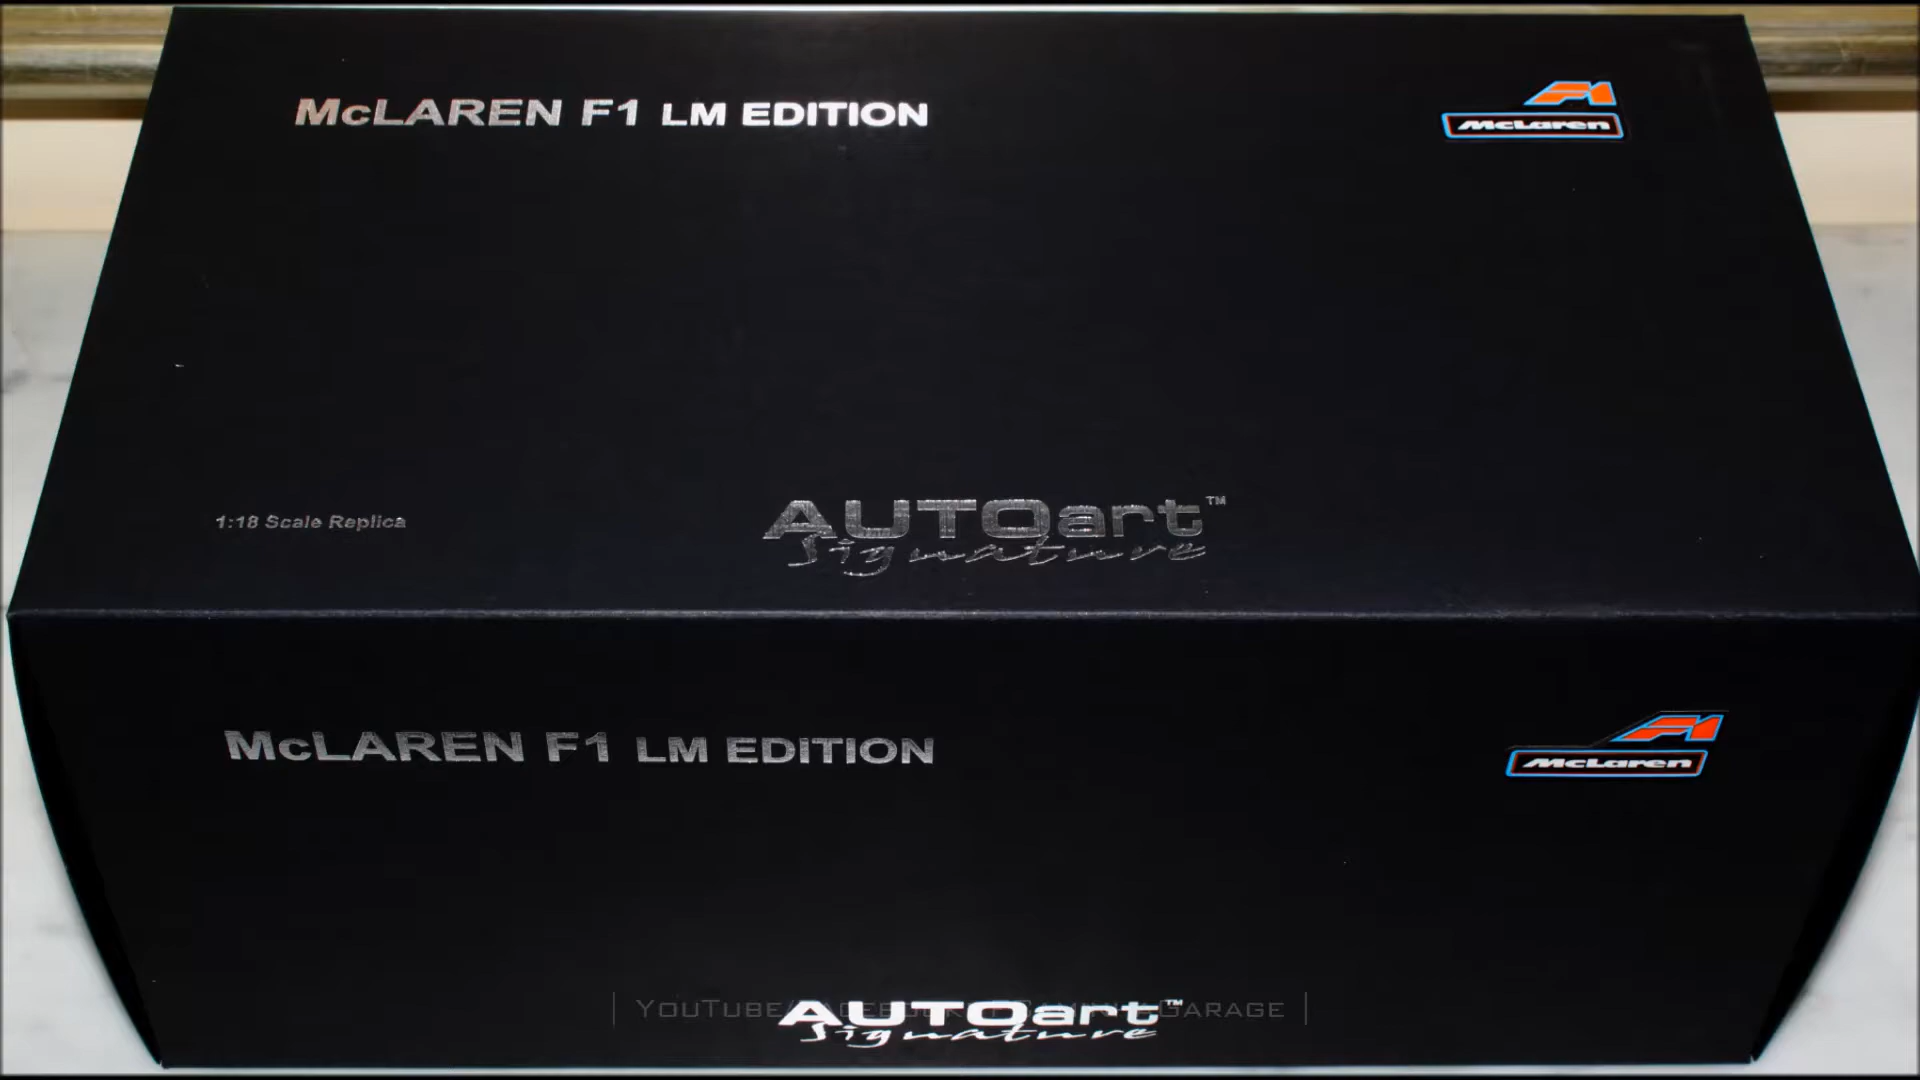 McLAREN F1 LM EDITION
F1
McLaren
1:18 Scale Replica
AUTOart™
Signature
McLAREN F1 LM EDITION
F1
McLaren
AUTOart™
Signature
| YouTube/ Garage |